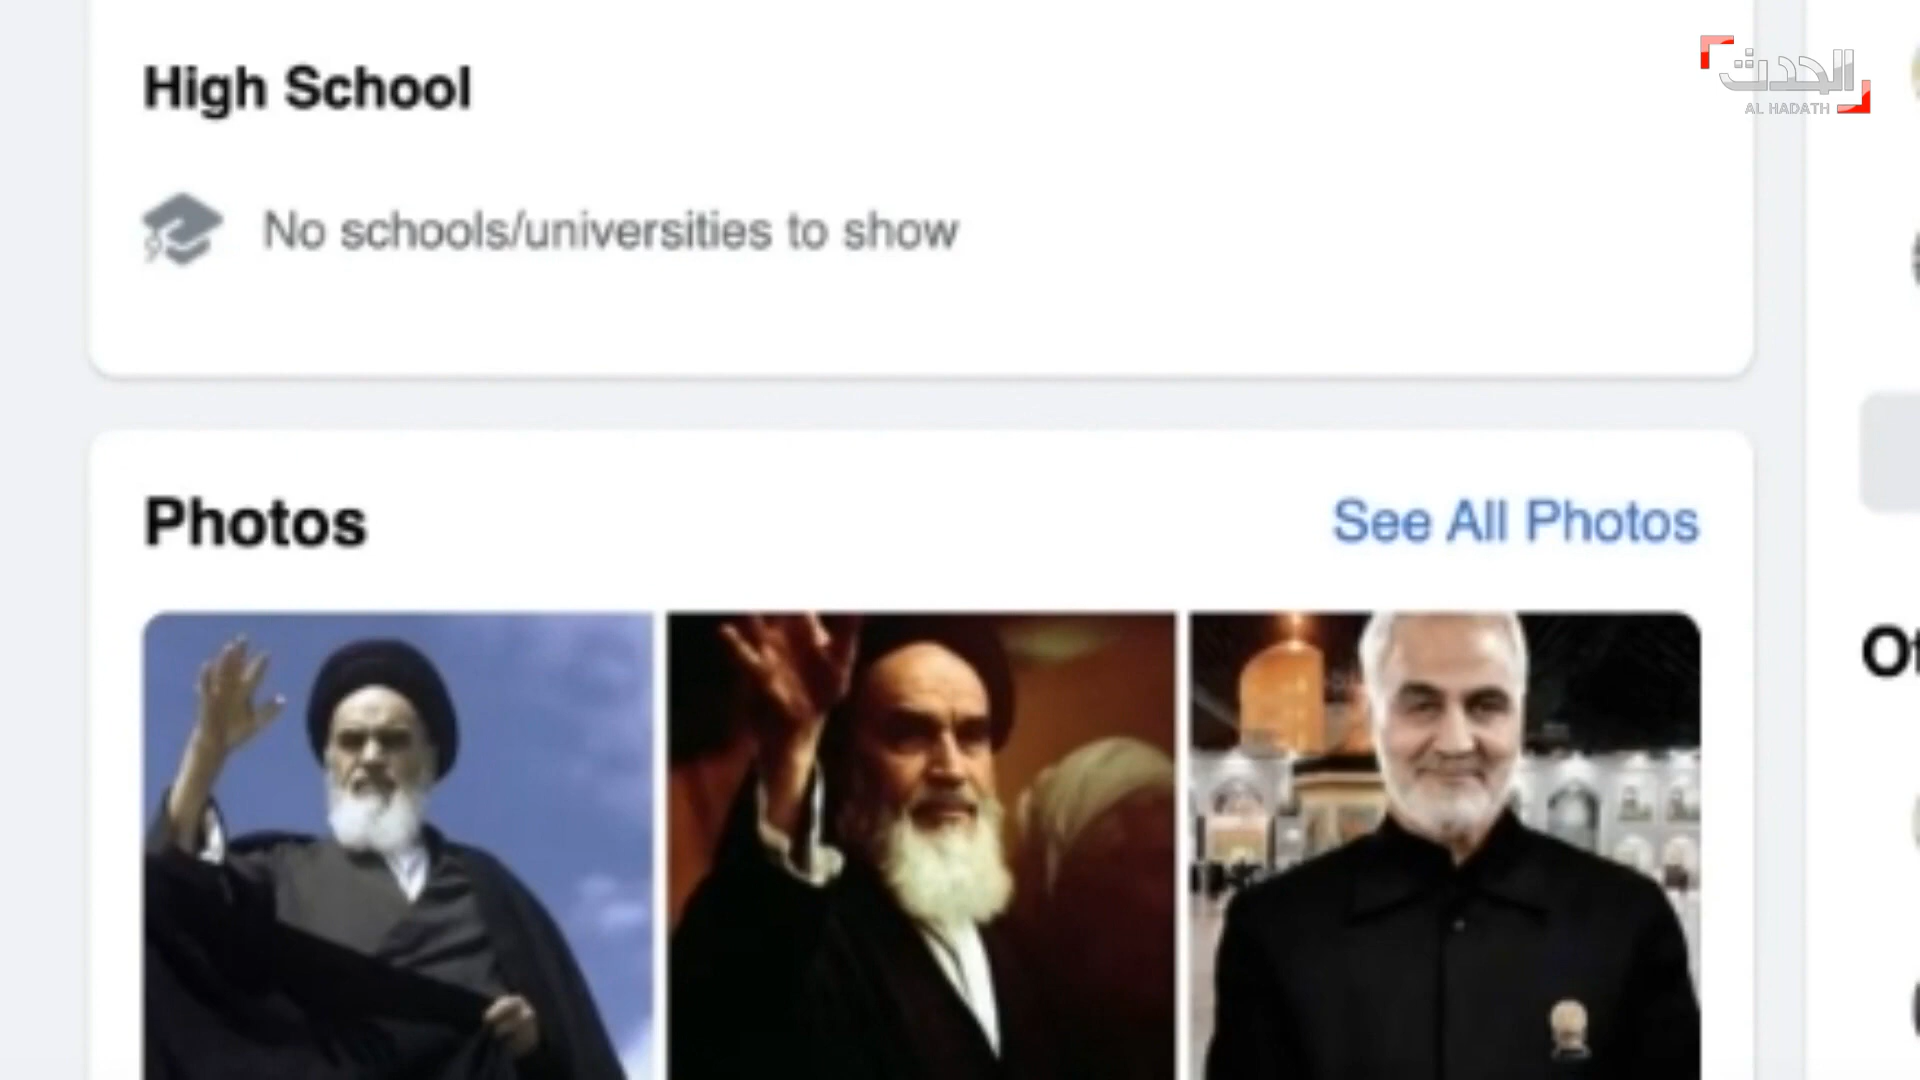 High School
الحدث
AL HADATH
No schools/universities to show
Photos
See All Photos